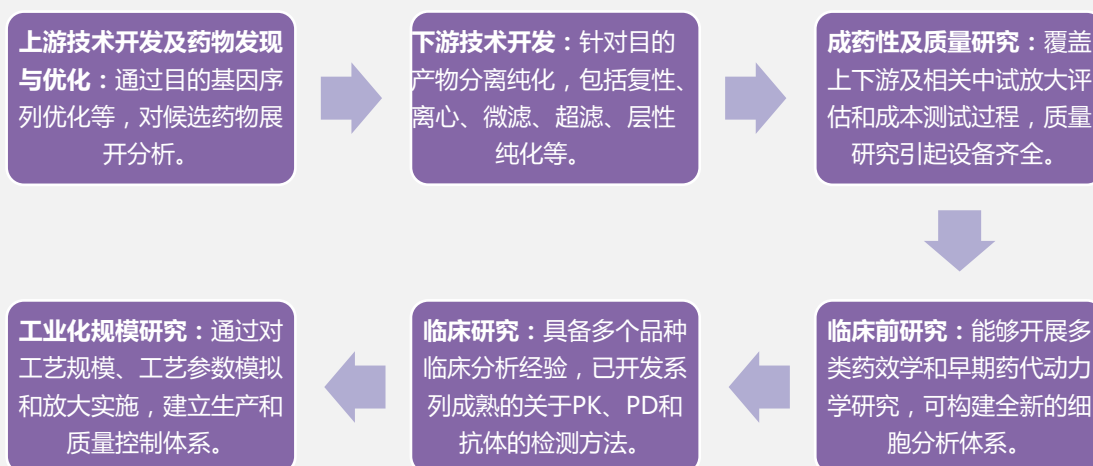 上游技术开发及药物发现
与优化：通过目的基因序
列优化等，对候选药物展
开分析。
下游技术开发：针对目的
产物分离纯化，包括复性、
离心、微滤、超滤、层性
纯化等。
成药性及质量研究：覆盖
上下游及相关中试放大评
估和成本测试过程，质量
研究引起设备齐全。
临床前研究：能够开展多
类药效学和早期药代动力
学研究，可构建全新的细
胞分析体系。
临床研究：具备多个品种
临床分析经验，已开发系
列成熟的关于PK、PD和
抗体的检测方法。
工业化规模研究：通过对
工艺规模、工艺参数模拟
和放大实施，建立生产和
质量控制体系。